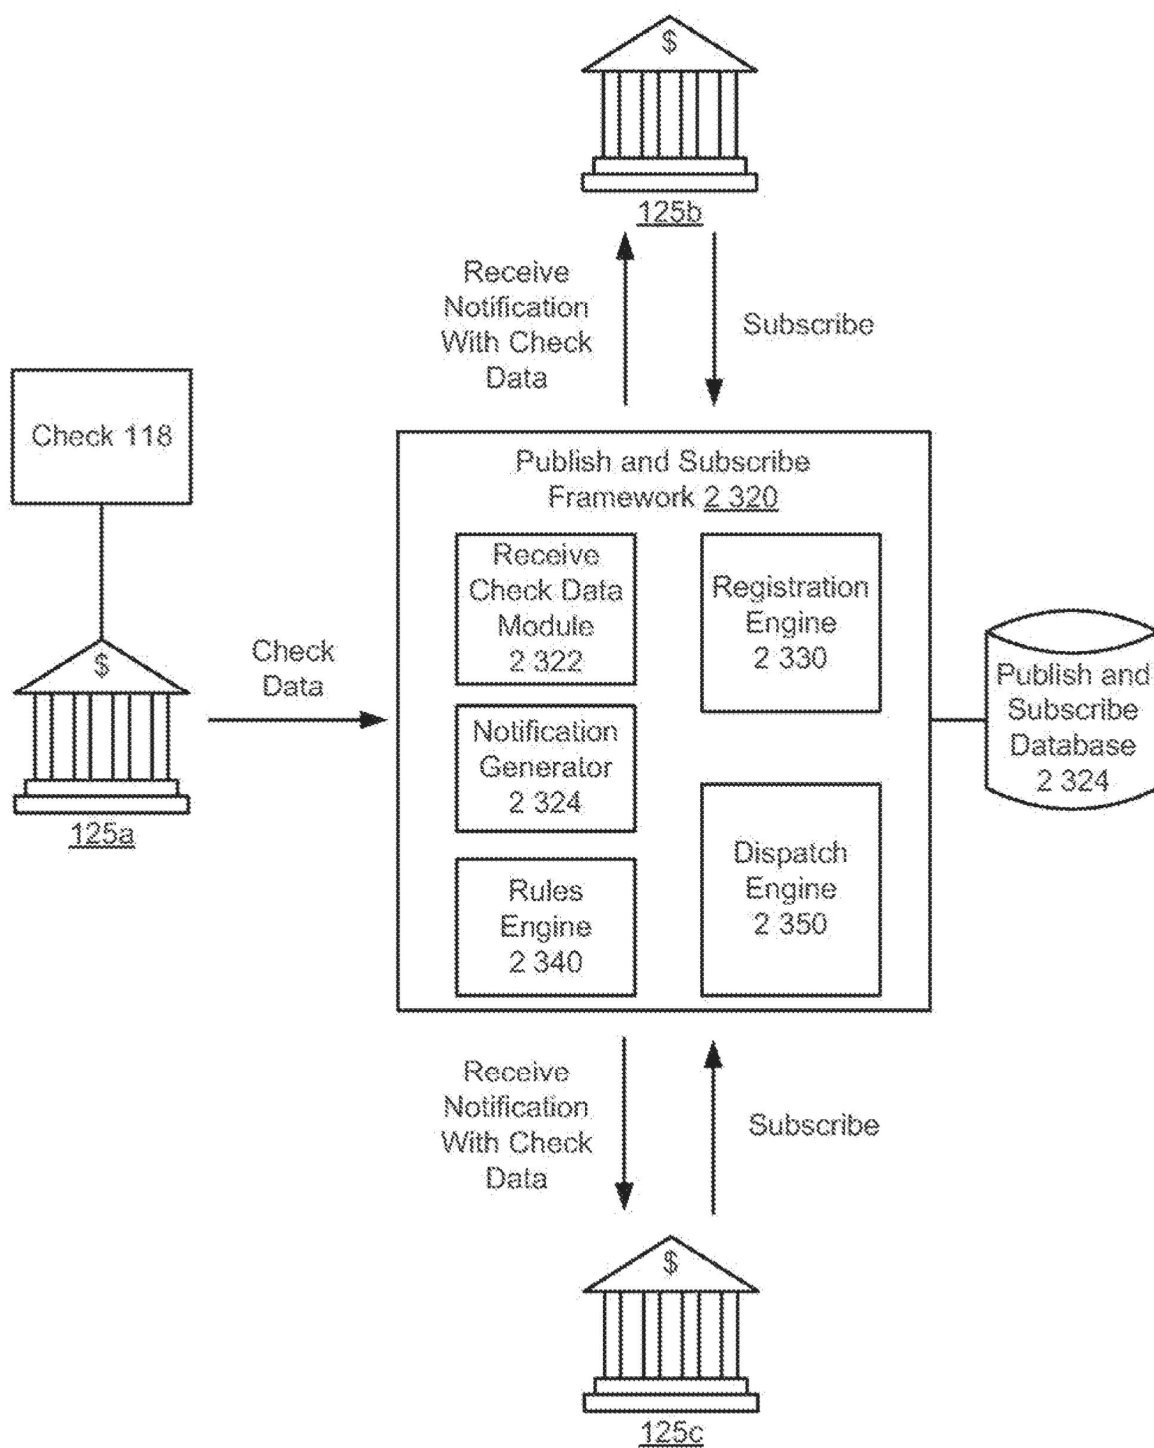 $
125b
Receive
Notification
With Check
Data
Subscribe
Check 118
$
125a
Check
Data
Publish and Subscribe
Framework 2 320
Receive
Check Data
Module
2 322
Registration
Engine
2 330
Notification
Generator
2 324
Rules
Engine
2 340
Dispatch
Engine
2 350
Publish and
Subscribe
Database
2 324
Receive
Notification
With Check
Data
Subscribe
$
125c